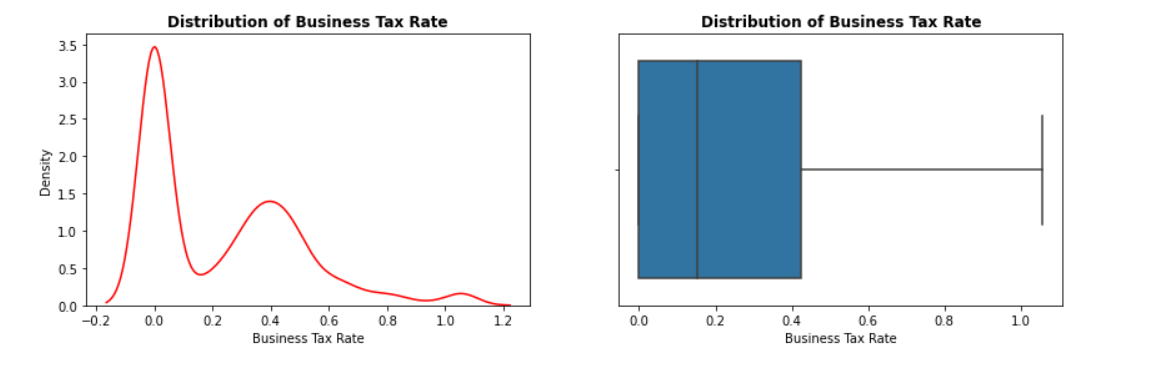 Distribution of Business Tax Rate
3.5
3.0
2.5
2.0
1.5
1.0
0.5
0.0
Density
−0.2 0.0 0.2 0.4 0.6 0.8 1.0 1.2
Business Tax Rate
Distribution of Business Tax Rate
0.0 0.2 0.4 0.6 0.8 1.0
Business Tax Rate